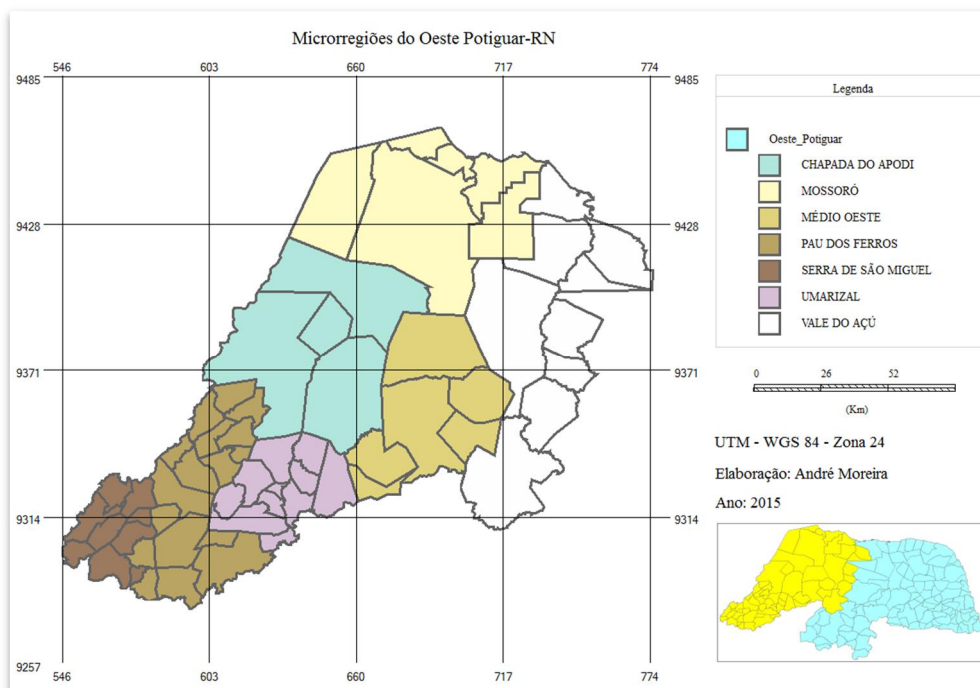 Microrregiões do Oeste Potiguar-RN
546 603 660 717 774
9485 9485
9428 9428
9371 9371
9314 9314
9257 9257
546 603 660 717 774
Legenda
Oeste_Potiguar
CHAPADA DO APODI
MOSSORÓ
MÉDIO OESTE
PAU DOS FERROS
SERRA DE SÃO MIGUEL
UMARIZAL
VALE DO AÇÚ
0 26 52
(Km)
UTM - WGS 84 - Zona 24
Elaboração: André Moreira
Ano: 2015